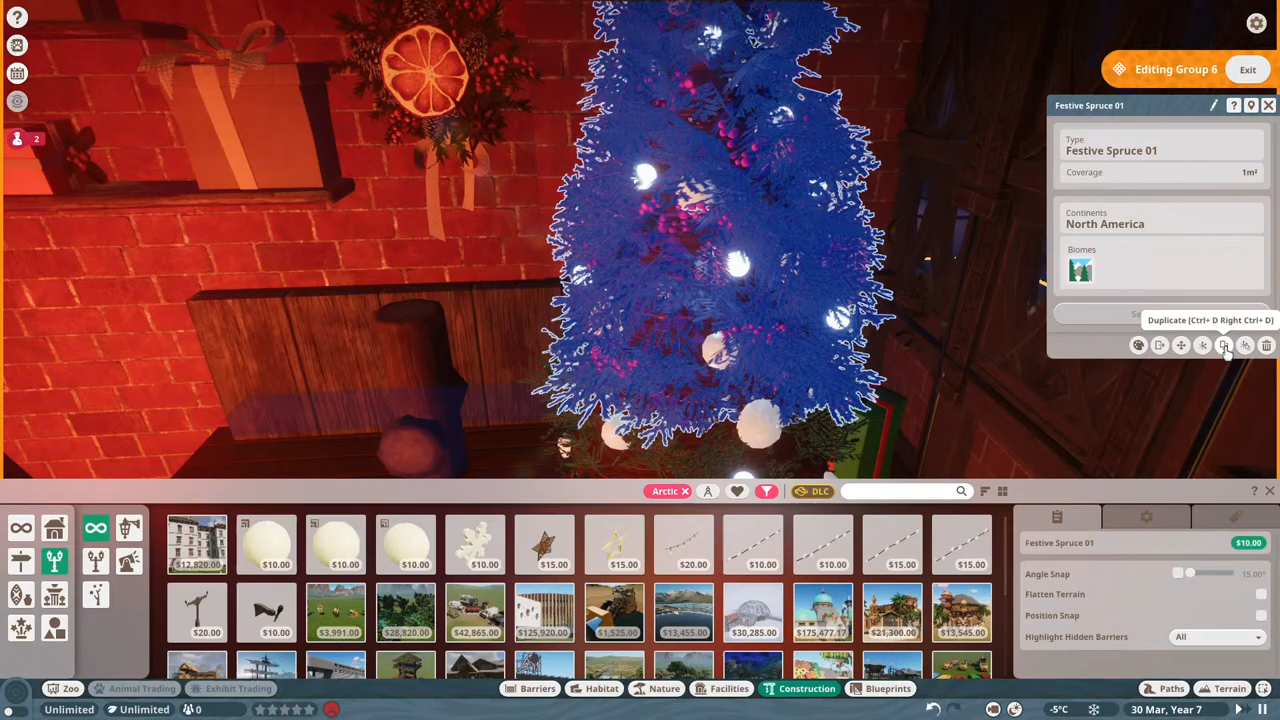 ?
Editing Group 6
Exit
Festive Spruce 01
?
2
Type
Festive Spruce 01
Coverage
1m²
Continents
North America
Biomes
Duplicate [Ctrl+ D Right Ctrl+ D]
Arctic
DLC
?
$12,820.00
$10.00
$10.00
$10.00
$10.00
$15.00
$15.00
$20.00
$10.00
$10.00
$15.00
$15.00
Festive Spruce 01
$10.00
Angle Snap
15.00°
Flatten Terrain
Position Snap
Highlight Hidden Barriers
All
$20.00
$10.00
$3,991.00
$28,820.00
$42,865.00
$125,920.00
$1,525.00
$13,455.00
$30,285.00
$175,477.17
$21,300.00
$13,545.00
Zoo
Animal Trading
Exhibit Trading
Barriers
Habitat
Nature
Facilities
Construction
Blueprints
Paths
Terrain
Unlimited
Unlimited
0
-5°C
30 Mar, Year 7